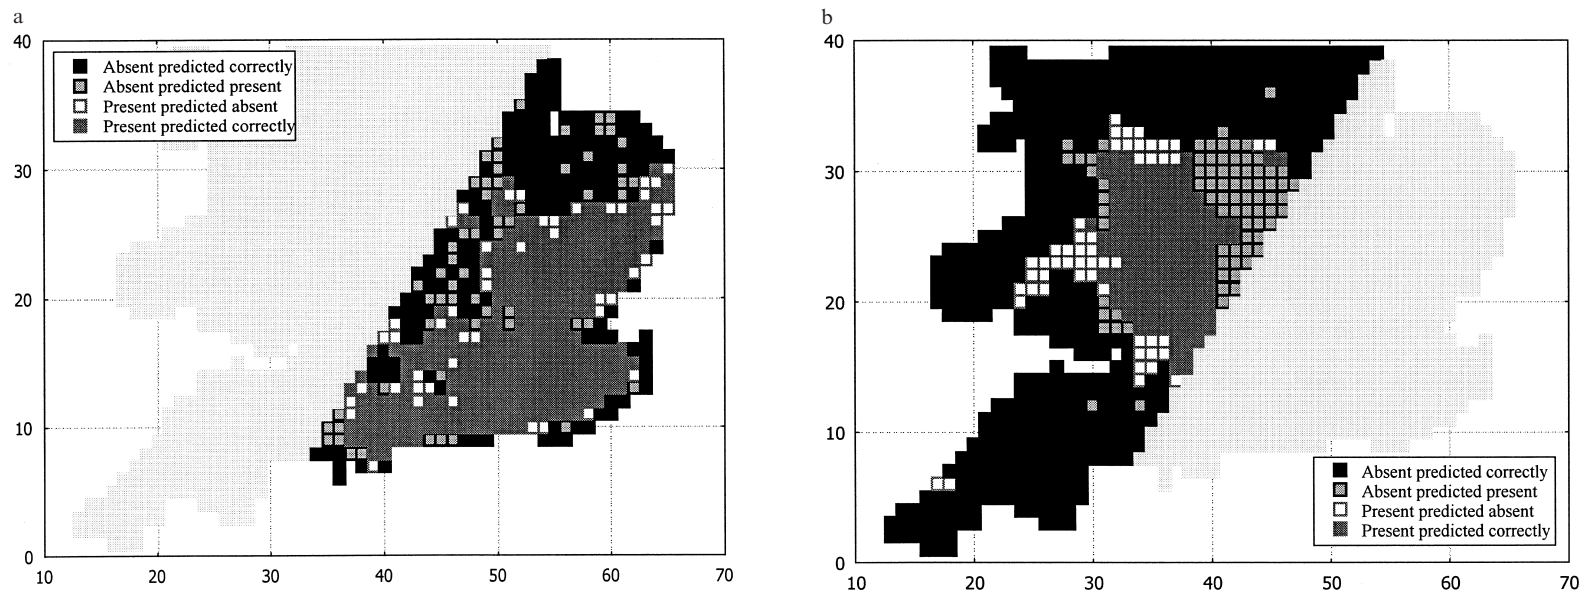 a
40
30
20
10
0
10 20 30 40 50 60 70
Absent predicted correctly
Absent predicted present
Present predicted absent
Present predicted correctly
b
40
30
20
10
0
10 20 30 40 50 60 70
Absent predicted correctly
Absent predicted present
Present predicted absent
Present predicted correctly